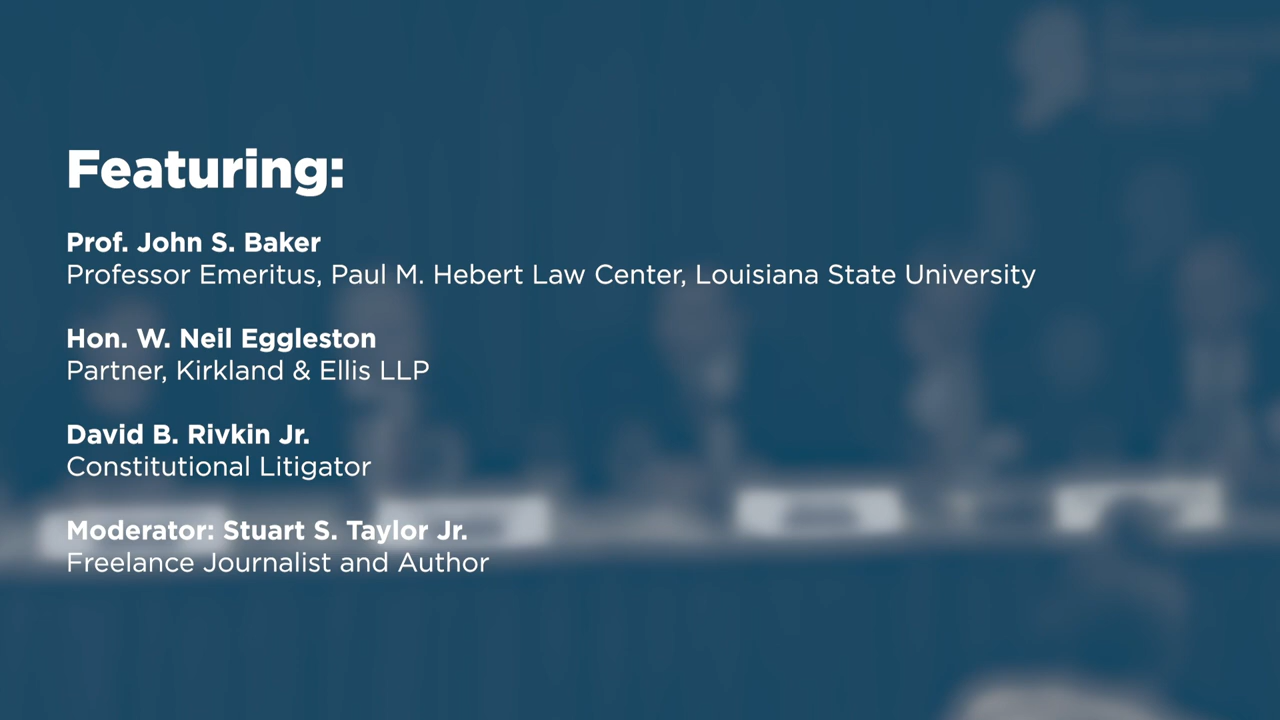 Featuring:
Prof. John S. Baker
Professor Emeritus, Paul M. Hebert Law Center, Louisiana State University
Hon. W. Neil Eggleston
Partner, Kirkland & Ellis LLP
David B. Rivkin Jr.
Constitutional Litigator
Moderator: Stuart S. Taylor Jr.
Freelance Journalist and Author